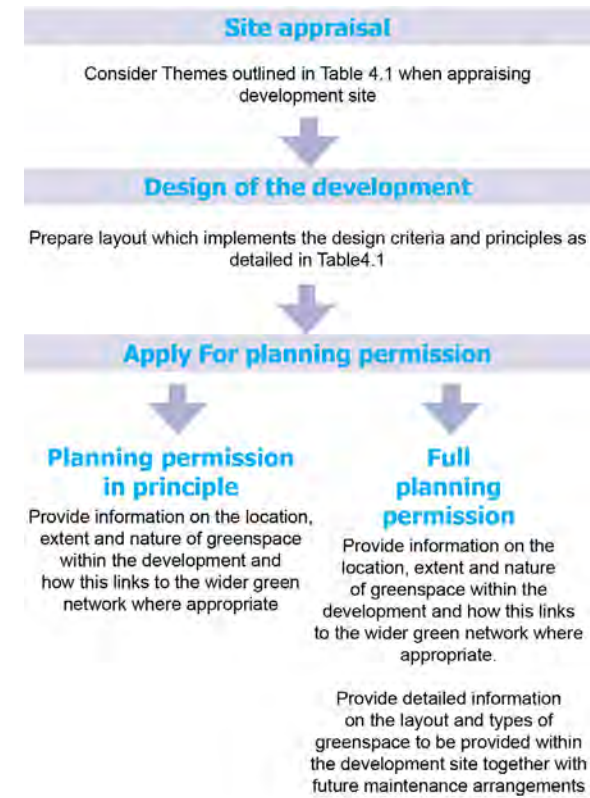 Site appraisal
Consider Themes outlined in Table 4.1 when appraising
development site
Design of the development
Prepare layout which implements the design criteria and principles as
detailed in Table4.1
Apply For planning permission
Planning permission
in principle
Provide information on the location,
extent and nature of greenspace
within the development and
how this links to the wider green
network where appropriate
Full
planning
permission
Provide information on the
location, extent and nature
of greenspace within the
development and how this links
to the wider green network where
appropriate.
Provide detailed information
on the layout and types of
greenspace to be provided within
the development site together with
future maintenance arrangements